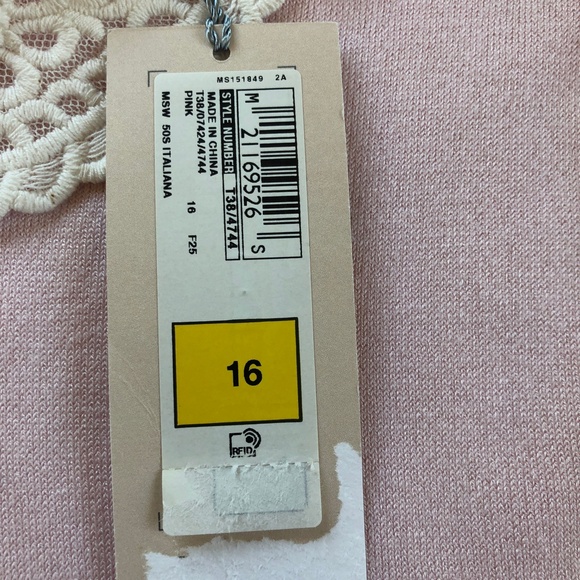 MS151849 2A
M 21169526 S
STYLE NUMBER T38/4744
MADE IN CHINA
T38/07424/4744
PINK 16 F25
MSW 50S ITALIANA
16
RFID